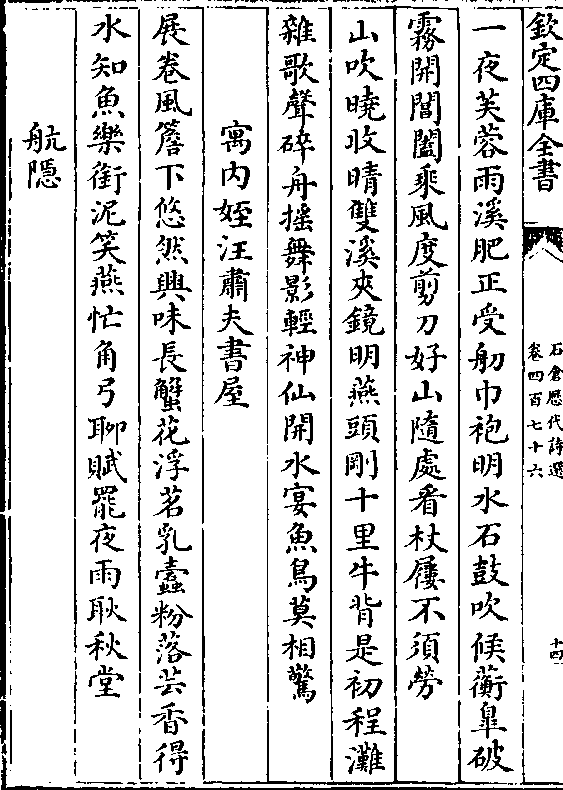 欽定四庫全書
石倉歷代詩選
卷四百七十六
十四
一夜芙蓉雨溪肥正受舠巾袍明水石鼓吹候蘅臯破
霧開閶闔乘風度剪刀好山隨處看杖屨不須勞
山吹曉收晴雙溪夾鏡明燕頭剛十里牛背是初程灘
雜歌聲碎舟搖舞影輕神仙開水宴魚鳥莫相驚
寓内姪汪肅夫書屋
展卷風簷下悠然興味長蟹花浮茗乳蠧粉落芸香得
水知魚樂銜泥笑燕忙角弓聊賦罷夜雨耿秋堂
航隱